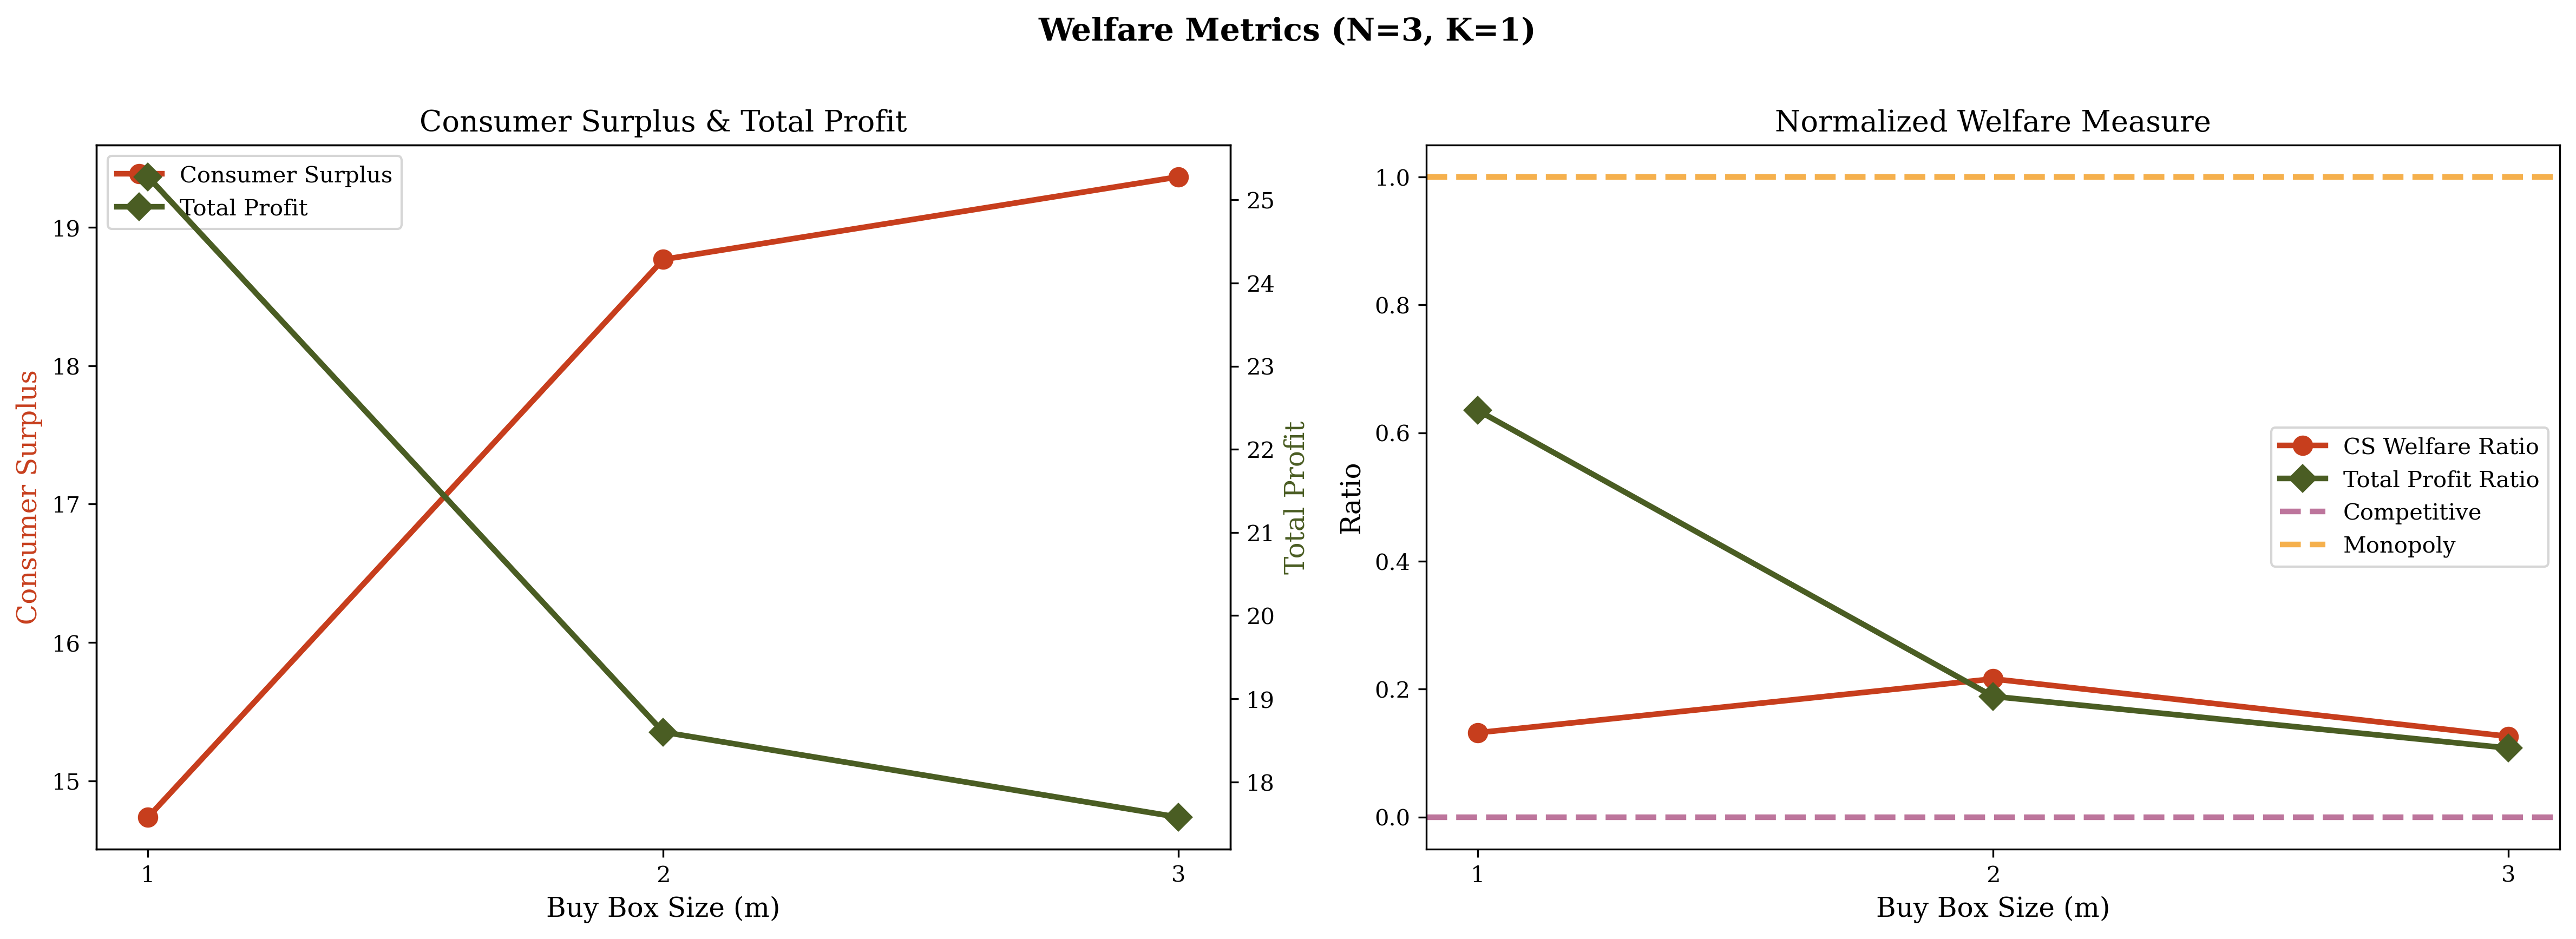 Welfare Metrics (N=3, K=1)
Consumer Surplus & Total Profit
Consumer Surplus
Total Profit
19
18
17
16
15
Consumer Surplus
25
24
23
22
21
20
19
18
Total Profit
1 2 3
Buy Box Size (m)
Normalized Welfare Measure
1.0
0.8
0.6
0.4
0.2
0.0
Ratio
CS Welfare Ratio
Total Profit Ratio
Competitive
Monopoly
1 2 3
Buy Box Size (m)